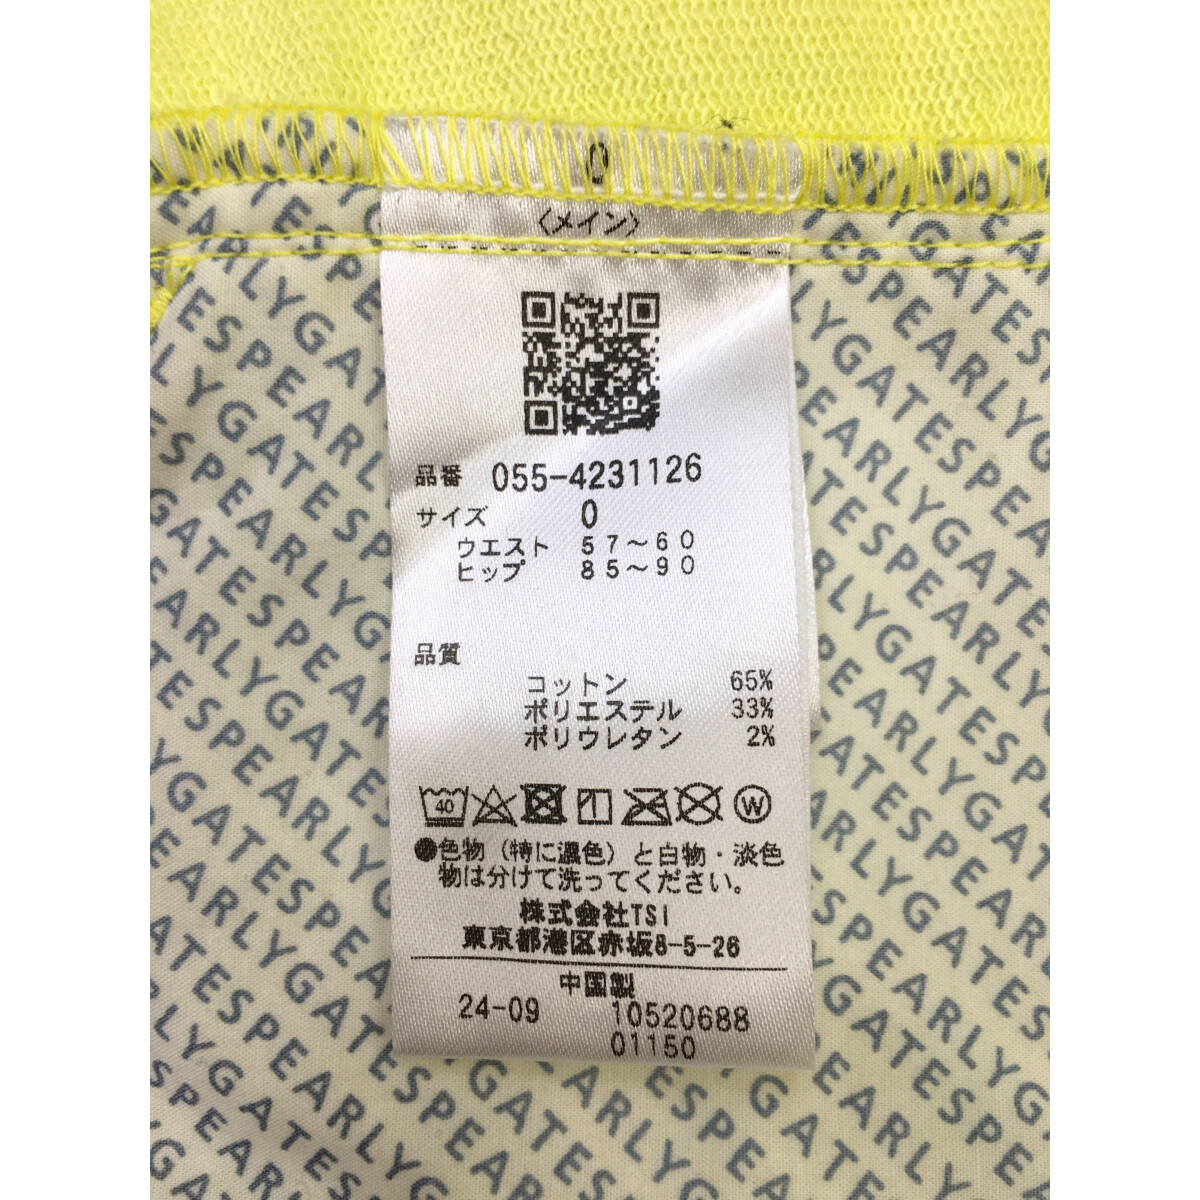 0
〈メイン〉
品番 055-4231126
サイズ 0
ウエスト 57～60
ヒップ 85～90
品質
コットン 65%
ポリエステル 33%
ポリウレタン 2%
40 W
●色物（特に濃色）と白物・淡色
物は分けて洗ってください。
株式会社TSI
東京都港区赤坂8-5-26
中国製
24-09 10520688
01150
PEARLYGATES